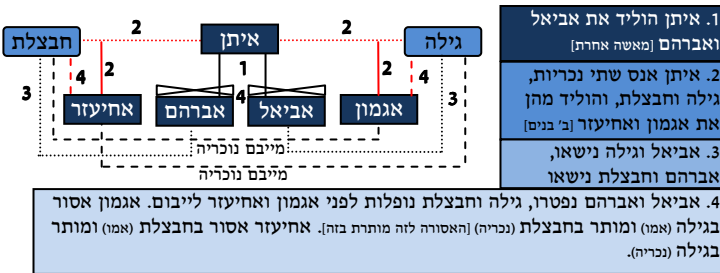 1. איתן הוליד את אביאל
ואברהם [מאשה אחרת]
2. איתן אנס שתי נכריות,
גילה וחבצלת, והוליד מהן
את אגמון ואחיעזר [ב' בנים]
3. אביאל וגילה נישאו,
אברהם וחבצלת נישאו
חבצלת
2
איתן
2
גילה
4
2
1
2
4
3
3
אחיעזר
אברהם
4
אביאל
אגמון
מייבם נוכריה
מייבם נוכריה
4. אביאל ואברהם נפטרו, גילה וחבצלת נופלות לפני אגמון ואחיעזר לייבום. אגמון אסור
בגילה (אמו) ומותר בחבצלת (נכריה) [האסורה לזה מותרת בזה]. אחיעזר אסור בחבצלת (אמו) ומותר
בגילה (נכריה).